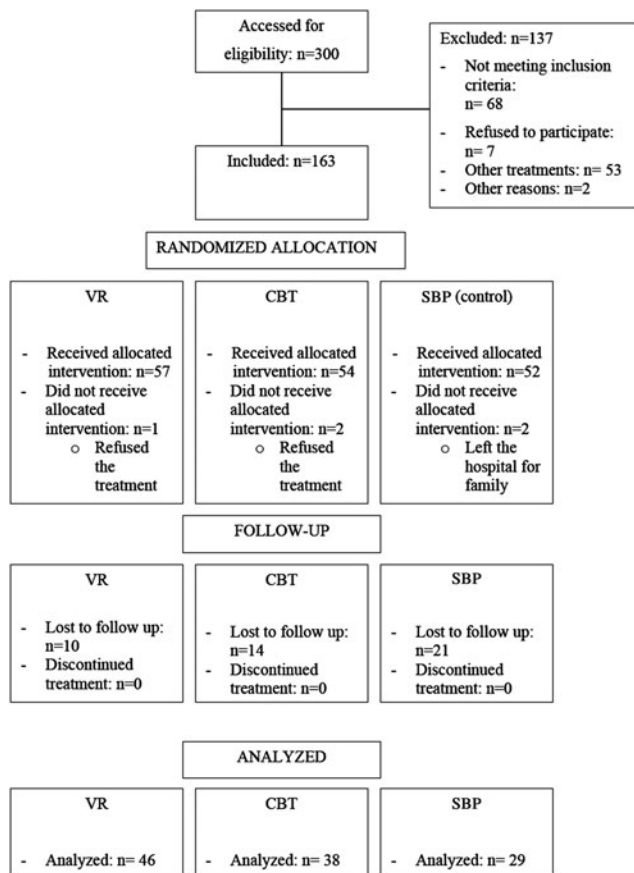 Accessed for
eligibility: n=300
Excluded: n=137
- Not meeting inclusion
criteria:
n= 68
- Refused to participate:
n= 7
- Other treatments: n= 53
- Other reasons: n=2
Included: n=163
RANDOMIZED ALLOCATION
VR
- Received allocated
intervention: n=57
- Did not receive
allocated
intervention: n=1
o Refused
the
treatment
CBT
- Received allocated
intervention: n=54
- Did not receive
allocated
intervention: n=2
o Refused
the
treatment
SBP (control)
- Received allocated
intervention: n=52
- Did not receive
allocated
intervention: n=2
o Left the
hospital for
family
FOLLOW-UP
VR
- Lost to follow up:
n=10
- Discontinued
treatment: n=0
CBT
- Lost to follow up:
n=14
- Discontinued
treatment: n=0
SBP
- Lost to follow up:
n=21
- Discontinued
treatment: n=0
ANALYZED
VR
- Analyzed: n= 46
CBT
- Analyzed: n= 38
SBP
- Analyzed: n= 29